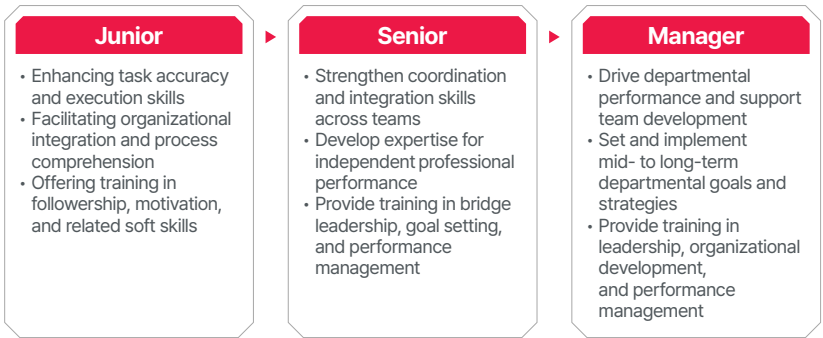 Junior
• Enhancing task accuracy
and execution skills
• Facilitating organizational
integration and process
comprehension
• Offering training in
followership, motivation,
and related soft skills
Senior
• Strengthen coordination
and integration skills
across teams
• Develop expertise for
independent professional
performance
• Provide training in bridge
leadership, goal setting,
and performance
management
Manager
• Drive departmental
performance and support
team development
• Set and implement
mid- to long-term
departmental goals and
strategies
• Provide training in
leadership, organizational
development,
and performance
management